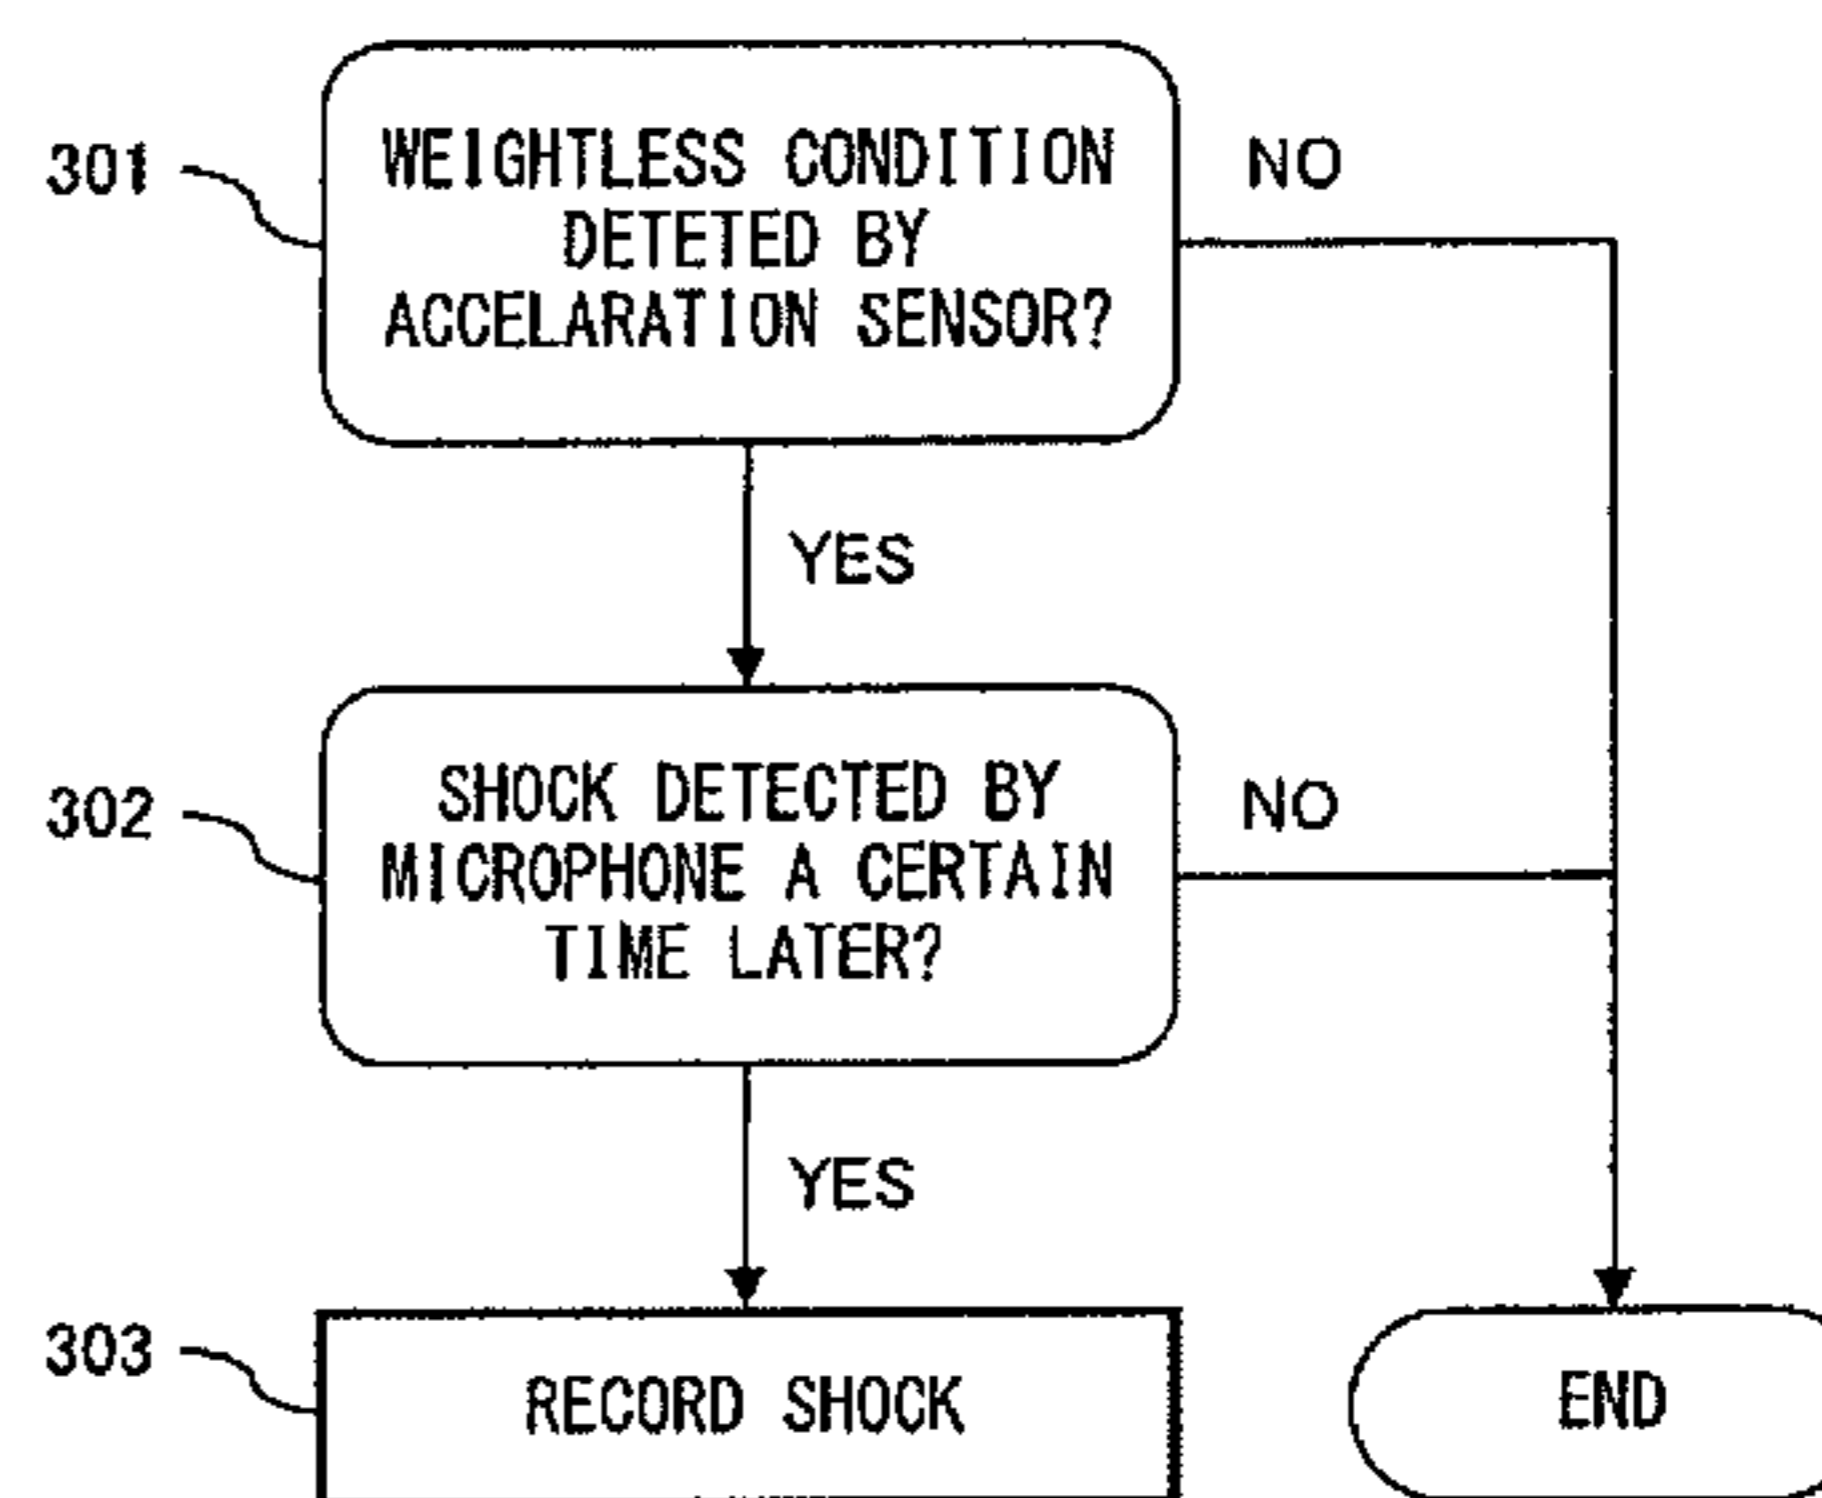 301
WEIGHTLESS CONDITION
DETETED BY
ACCELARATION SENSOR?
NO
YES
302
SHOCK DETECTED BY
MICROPHONE A CERTAIN
TIME LATER?
NO
YES
303
RECORD SHOCK
END